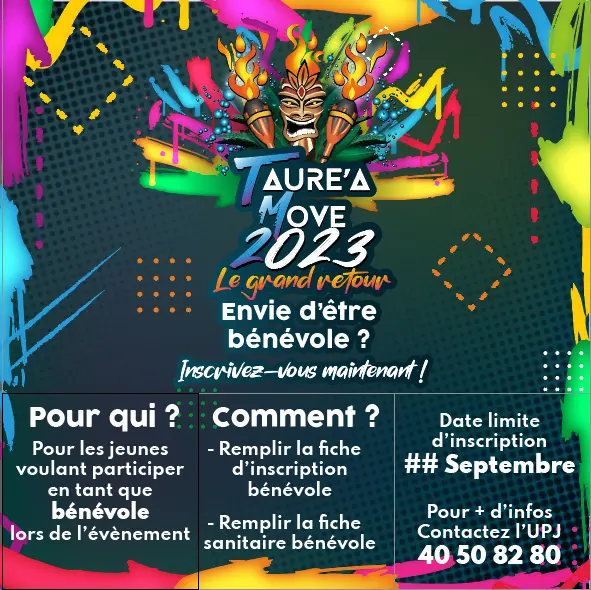 TAURE'A
MOVE
2023
Le grand retour
Envie d'être
bénévole ?
Inscrivez-vous maintenant !
Pour qui ?
Pour les jeunes
voulant participer
en tant que
bénévole
lors de l'évènement
Comment ?
- Remplir la fiche
d'inscription
bénévole
- Remplir la fiche
sanitaire bénévole
Date limite
d'inscription
## Septembre
Pour + d'infos
Contactez l'UPJ
40 50 82 80